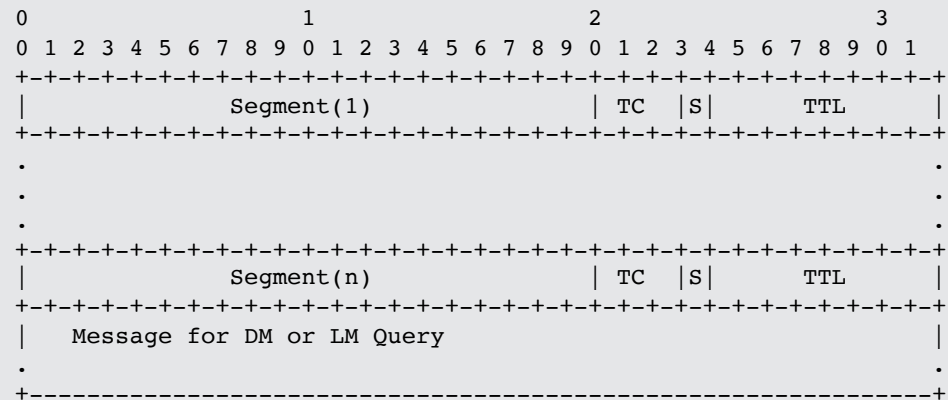 0                   1                   2                   3
0 1 2 3 4 5 6 7 8 9 0 1 2 3 4 5 6 7 8 9 0 1 2 3 4 5 6 7 8 9 0 1
+-+-+-+-+-+-+-+-+-+-+-+-+-+-+-+-+-+-+-+-+-+-+-+-+-+-+-+-+-+-+-+-+
|              Segment(1)               | TC  |S|      TTL      |
+-+-+-+-+-+-+-+-+-+-+-+-+-+-+-+-+-+-+-+-+-+-+-+-+-+-+-+-+-+-+-+-+
.                                                               .
.                                                               .
.                                                               .
+-+-+-+-+-+-+-+-+-+-+-+-+-+-+-+-+-+-+-+-+-+-+-+-+-+-+-+-+-+-+-+-+
|              Segment(n)               | TC  |S|      TTL      |
+-+-+-+-+-+-+-+-+-+-+-+-+-+-+-+-+-+-+-+-+-+-+-+-+-+-+-+-+-+-+-+-+
|   Message for DM or LM Query                                  |
.                                                               .
+---------------------------------------------------------------+